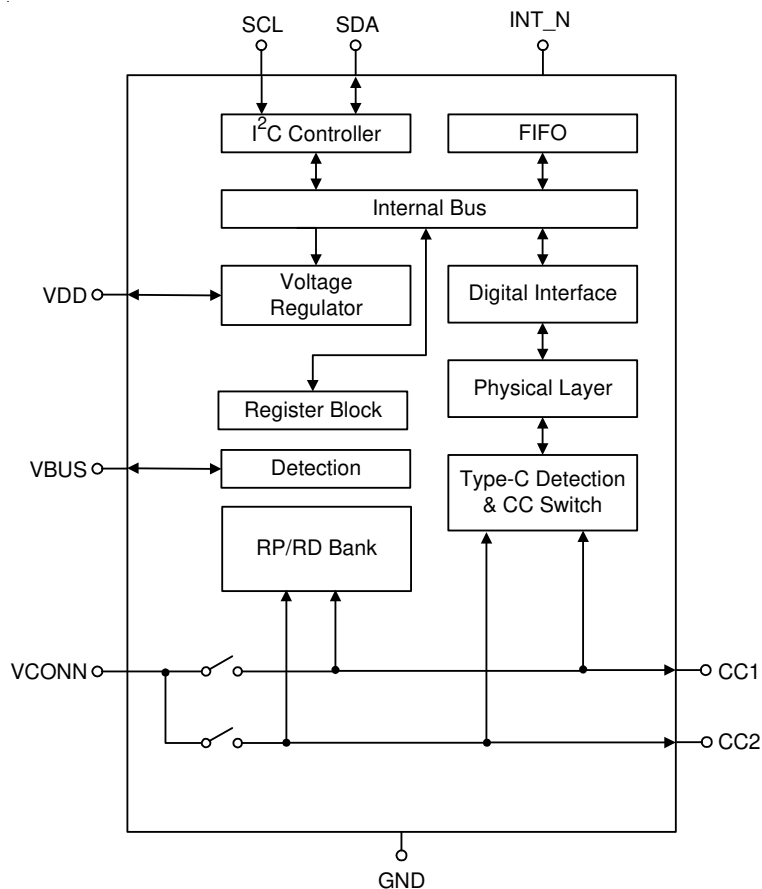 SCL
SDA
INT_N
I²C Controller
FIFO
Internal Bus
VDD
Voltage
Regulator
Digital Interface
Physical Layer
Register Block
VBUS
Detection
Type-C Detection
& CC Switch
RP/RD Bank
VCONN
CC1
CC2
GND